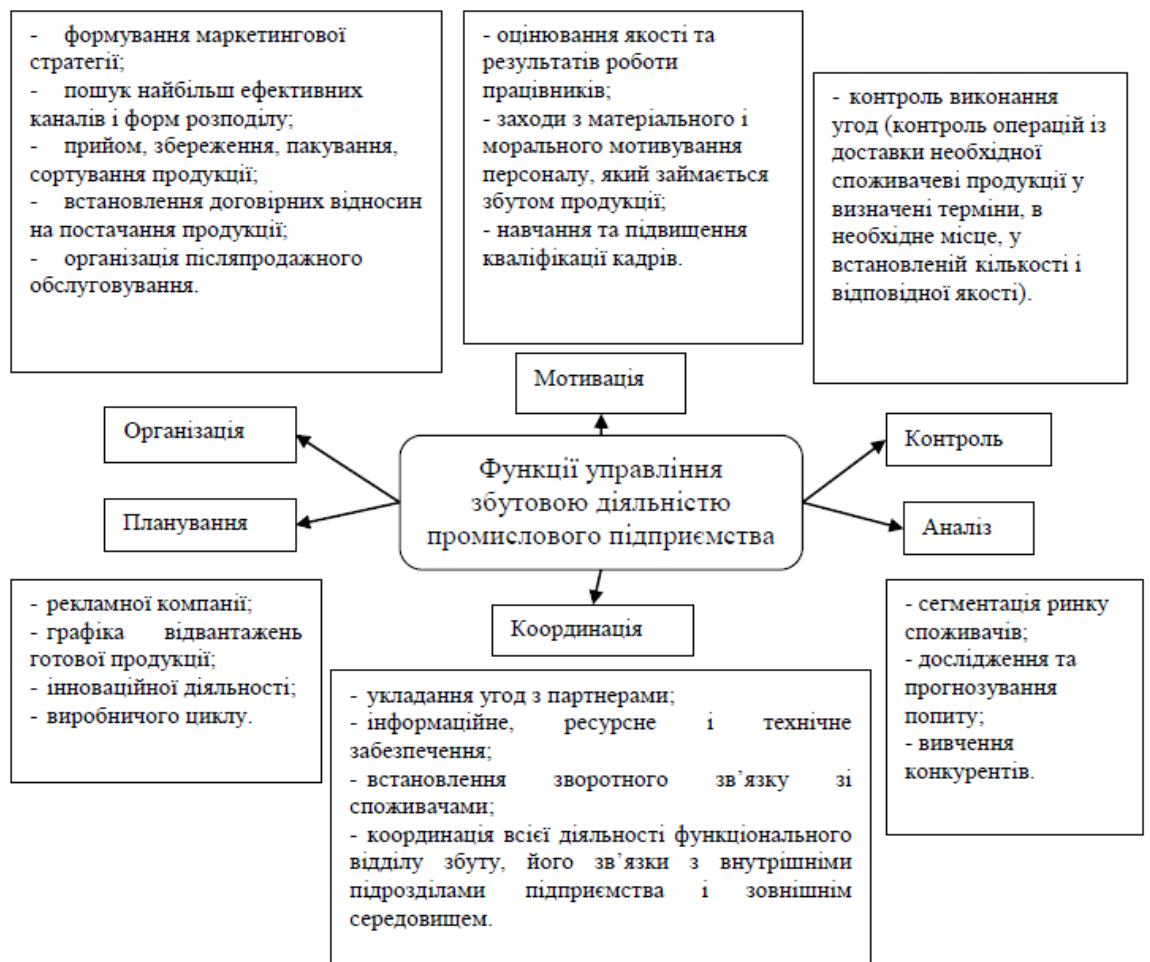 - формування маркетингової
стратегії;
- пошук найбільш ефективних
каналів і форм розподілу;
- прийом, збереження, пакування,
сортування продукції;
- встановлення договірних відносин
на постачання продукції;
- організація післяпродажного
обслуговування.
- оцінювання якості та
результатів роботи
працівників;
- заходи з матеріального і
морального мотивування
персоналу, який займається
збутом продукції;
- навчання та підвищення
кваліфікації кадрів.
- контроль виконання
угод (контроль операцій із
доставки необхідної
споживачеві продукції у
визначені терміни, в
необхідне місце, у
встановленій кількості і
відповідної якості).
Мотивація
Організація
Контроль
Функції управління
збутовою діяльністю
промислового підприємства
Планування
Аналіз
Координація
- рекламної компанії;
- графіка відвантажень
готової продукції;
- інноваційної діяльності;
- виробничого циклу.
- укладання угод з партнерами;
- інформаційне, ресурсне і технічне
забезпечення;
- встановлення зворотного зв’язку зі
споживачами;
- координація всієї діяльності функціонального
відділу збуту, його зв’язки з внутрішніми
підрозділами підприємства і зовнішнім
середовищем.
- сегментація ринку
споживачів;
- дослідження та
прогнозування
попиту;
- вивчення
конкурентів.